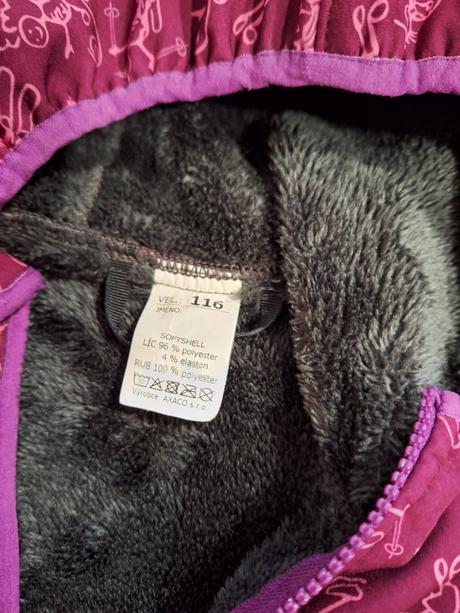 VEL.: 116
JMÉNO:
SOFTSHELL
LÍC 96 % polyester
4 % elastan
RUB 100 % polyester
Výrobce AXACO s.r.o.